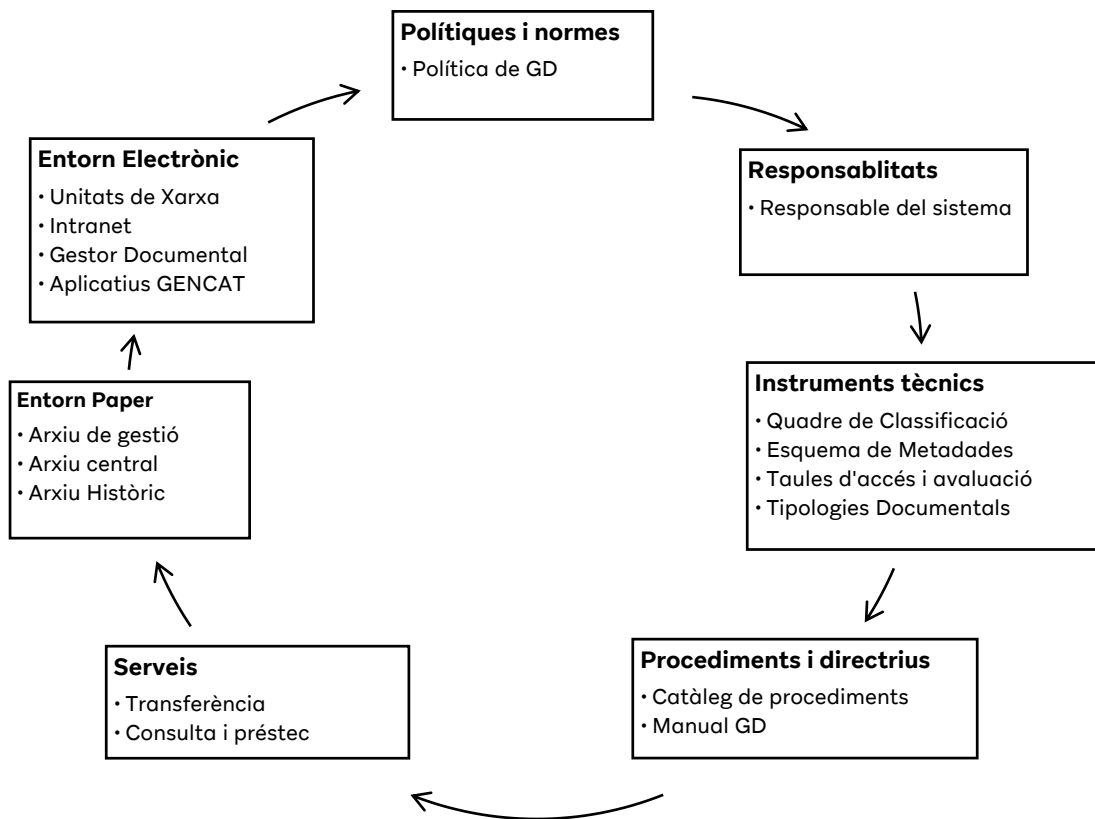 Polítiques i normes
· Política de GD
Responsablitats
· Responsable del sistema
Instruments tècnics
· Quadre de Classificació
· Esquema de Metadades
· Taules d'accés i avaluació
· Tipologies Documentals
Procediments i directrius
· Catàleg de procediments
· Manual GD
Serveis
· Transferència
· Consulta i préstec
Entorn Paper
· Arxiu de gestió
· Arxiu central
· Arxiu Històric
Entorn Electrònic
· Unitats de Xarxa
· Intranet
· Gestor Documental
· Aplicatius GENCAT